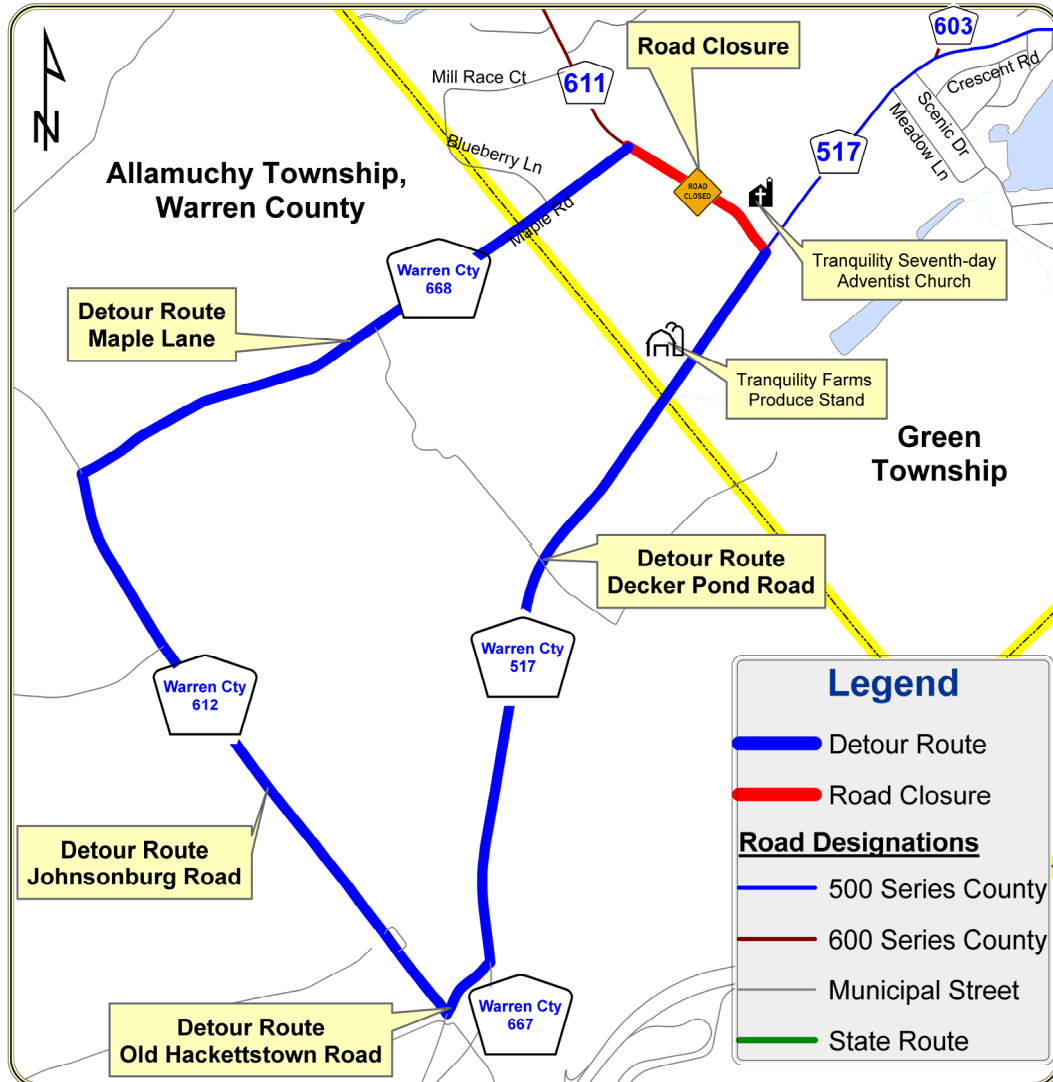 603
Road Closure
611
Mill Race Ct
Crescent Rd
Scenic Dr
Meadow Ln
517
N
Blueberry Ln
Allamuchy Township,
Warren County
ROAD
CLOSED
Maple Rd
Tranquility Seventh-day
Adventist Church
Warren Cty
668
Detour Route
Maple Lane
Tranquility Farms
Produce Stand
Green
Township
Detour Route
Decker Pond Road
Warren Cty
517
Warren Cty
612
Legend
Detour Route
Road Closure
Road Designations
500 Series County
600 Series County
Municipal Street
State Route
Detour Route
Johnsonburg Road
Warren Cty
667
Detour Route
Old Hackettstown Road